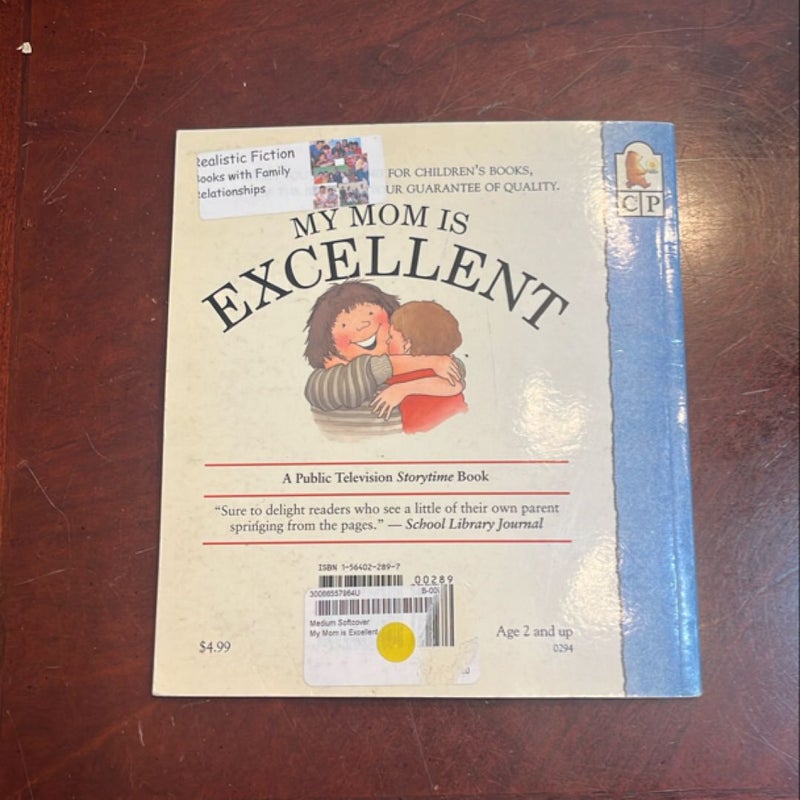 Realistic Fiction
Books with Family
Relationships
FOR CHILDREN'S BOOKS,
UR GUARANTEE OF QUALITY.
C P
MY MOM IS
EXCELLENT
A Public Television Storytime Book
"Sure to delight readers who see a little of their own parent
springing from the pages." — School Library Journal
ISBN 1-56402-289-7
00289
30086557964U
B-00
Medium Softcover
My Mom is Excellent
$4.99
Age 2 and up
0294